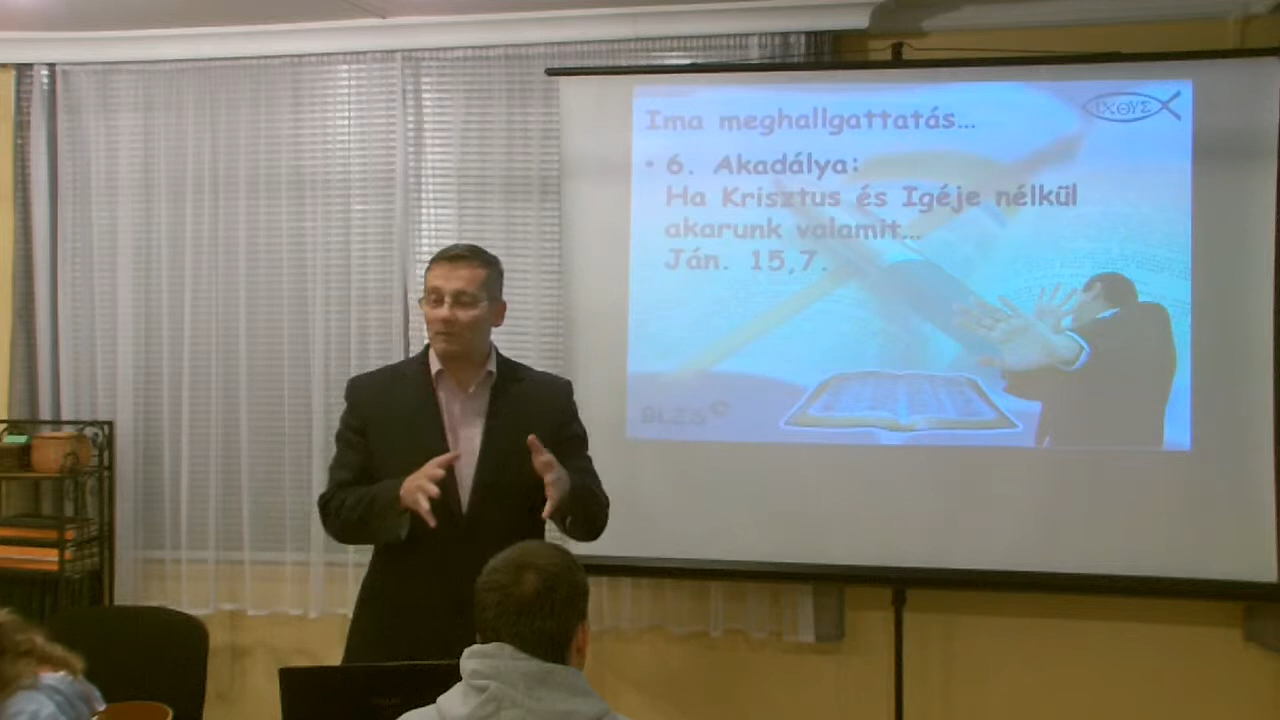 Ima meghallgattatás...
ΙΧΘΥΣ
• 6. Akadálya:
Ha Krisztus és Igéje nélkül
akarunk valamit...
Ján. 15,7.